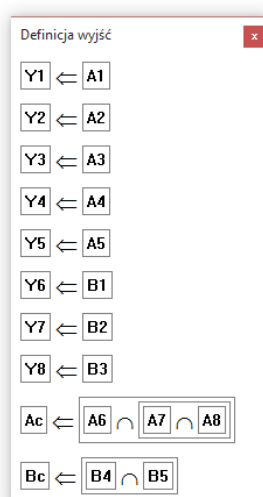 Definicja wyjść x
Y1 ⇐ A1
Y2 ⇐ A2
Y3 ⇐ A3
Y4 ⇐ A4
Y5 ⇐ A5
Y6 ⇐ B1
Y7 ⇐ B2
Y8 ⇐ B3
Ac ⇐ A6 ∩ A7 ∩ A8
Bc ⇐ B4 ∩ B5